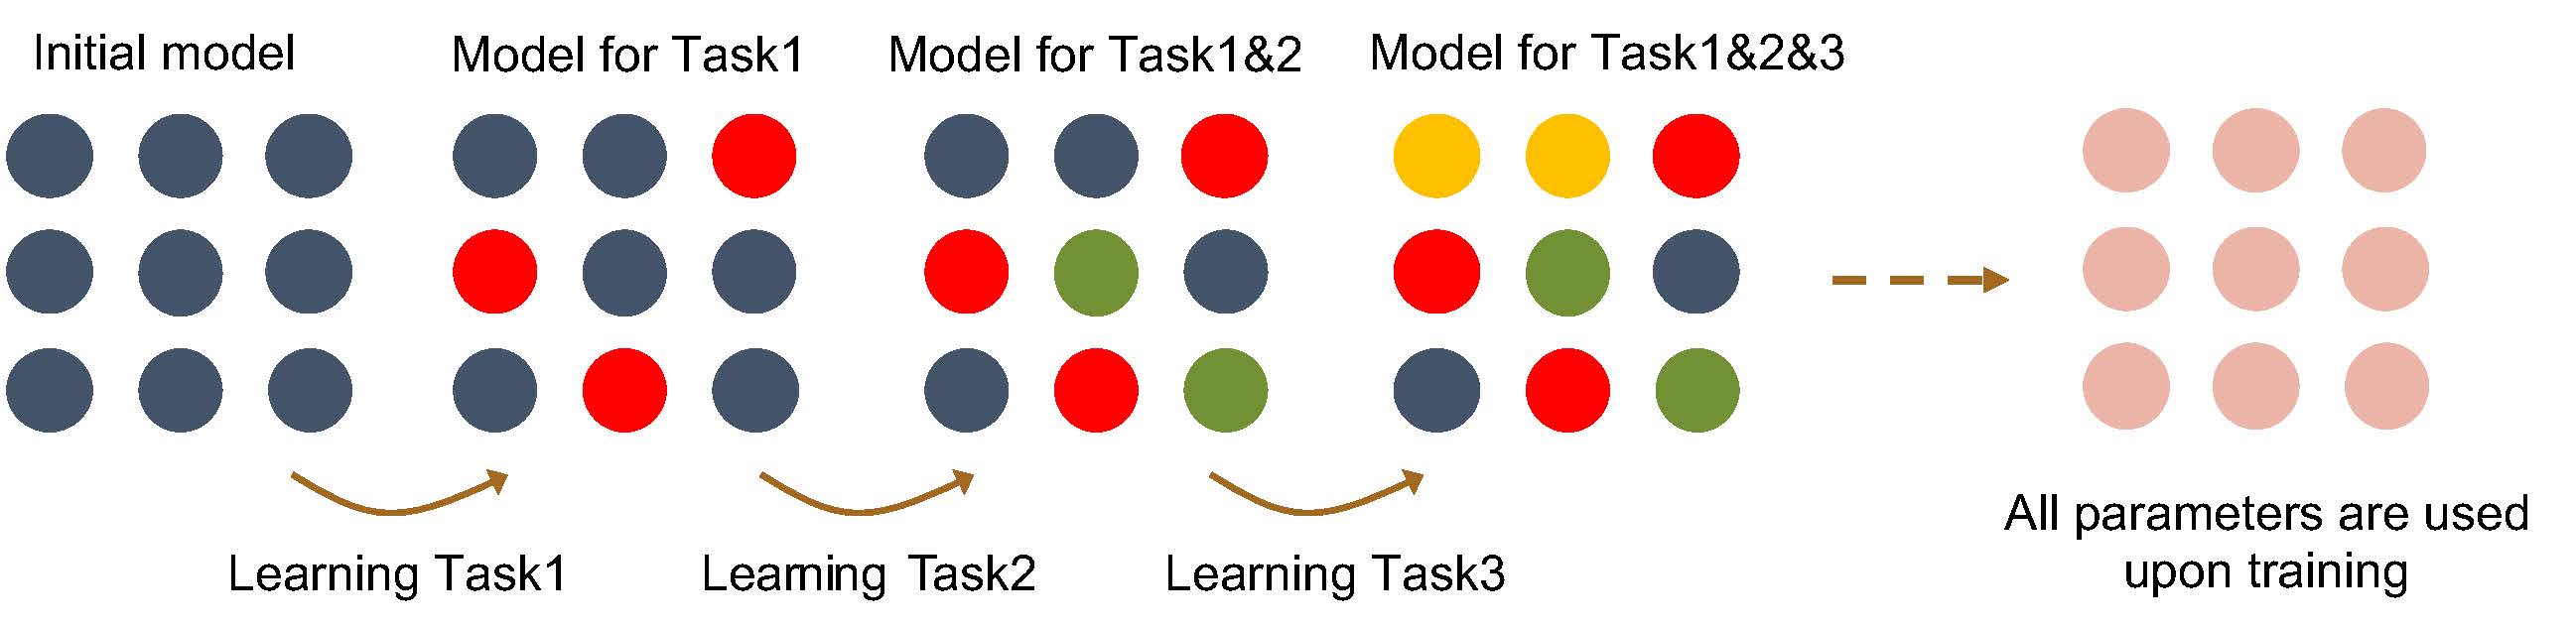 Initial model
Model for Task1
Model for Task1&2
Model for Task1&2&3
Learning Task1
Learning Task2
Learning Task3
All parameters are used
upon training